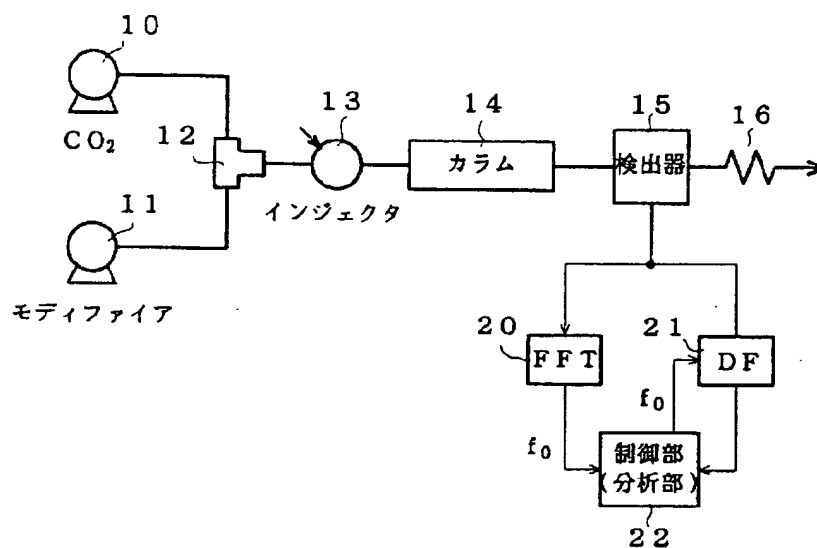 10
CO₂
12
13
インジェクタ
14
カラム
15
検出器
16
11
モディファイア
20
FFT
21
DF
f₀
f₀
制御部
(分析部)
22